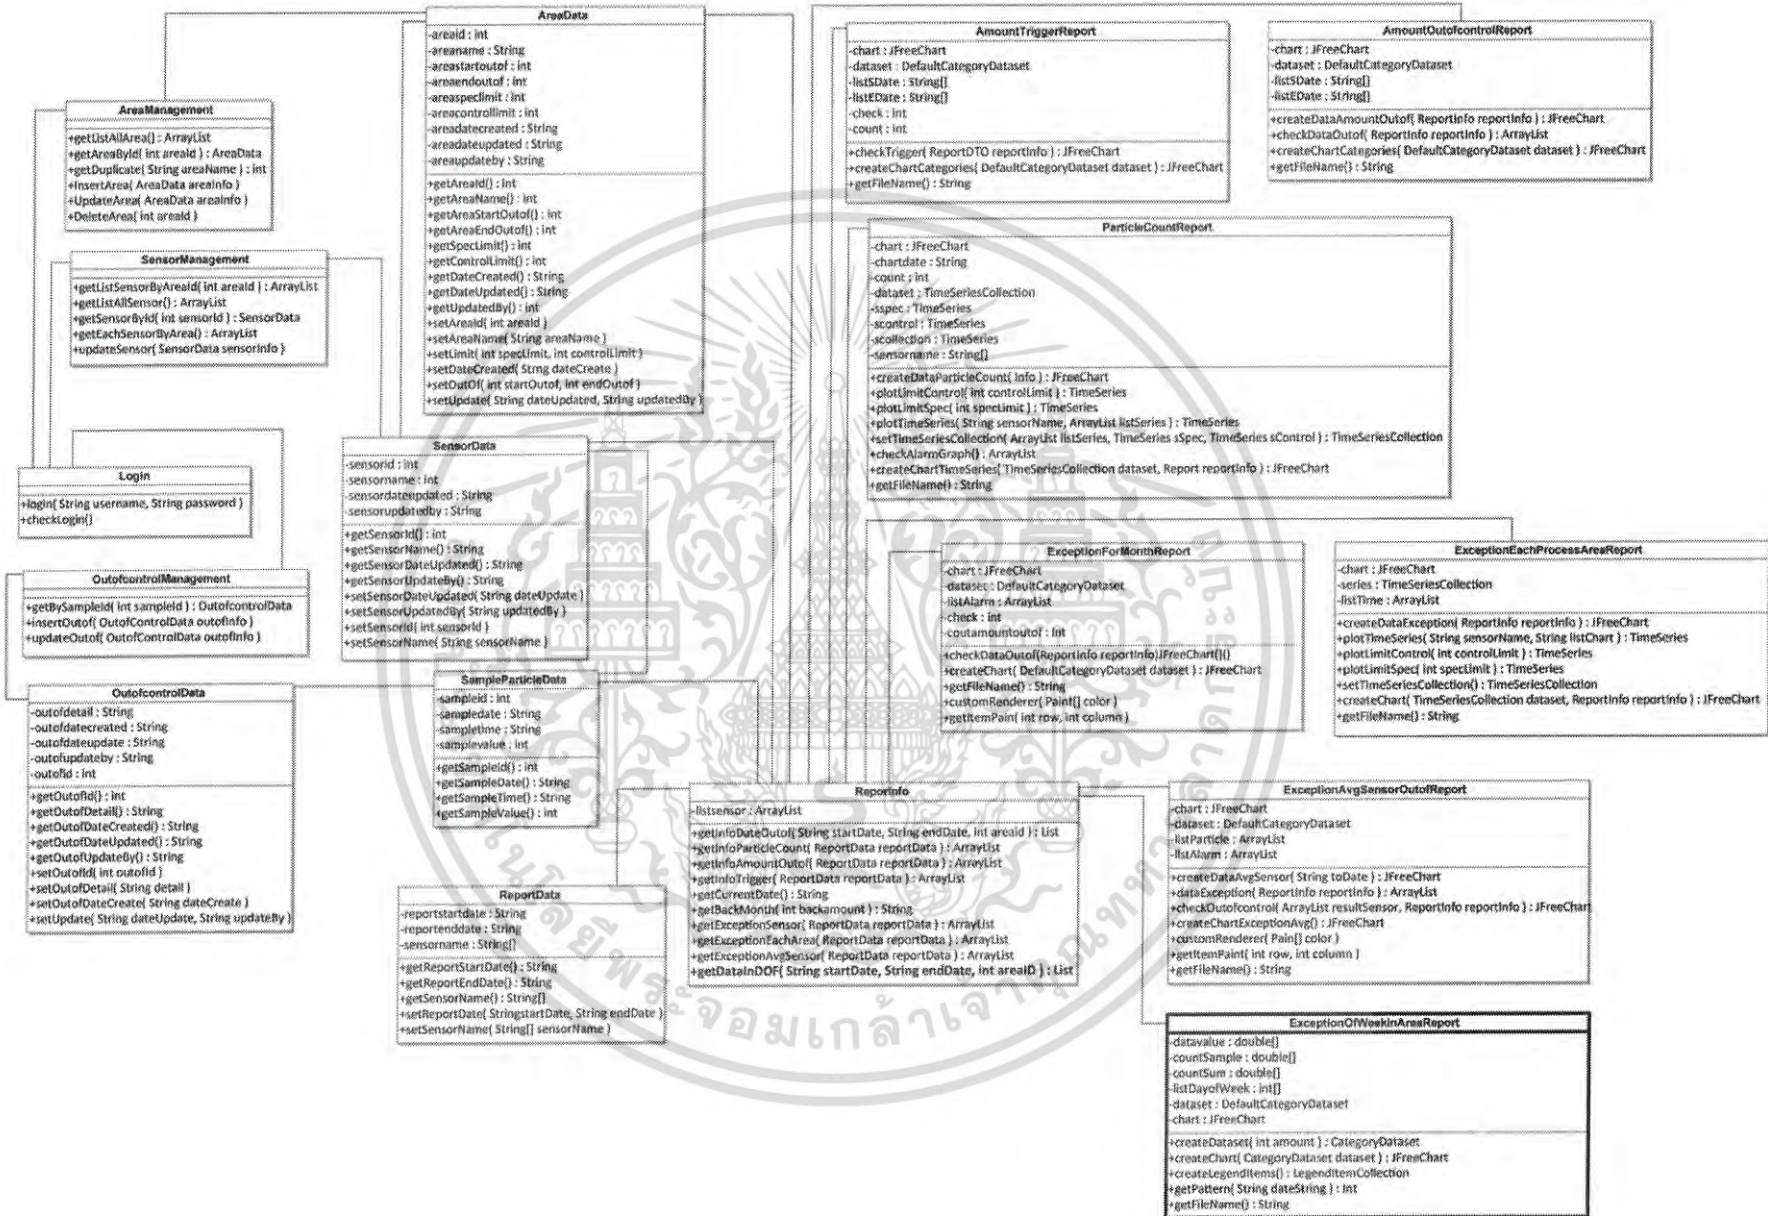 AreaData
-areaid : int
-areaname : String
-areastartoutof : int
-areaendoutof : int
-areaspeclimit : int
-areacontrollimit : int
-areadatecreated : String
-areadateupdated : String
-areaupdateby : String
+getAreaId() : int
+getAreaName() : String
+getAreaStartOutof() : int
+getAreaEndOutof() : int
+getSpecLimit() : int
+getControlLimit() : int
+getDateCreated() : String
+getDateUpdated() : String
+getUpdatedBy() : int
+setAreaId( int areaId )
+setAreaName( String areaName )
+setLimit( int specLimit, int controlLimit )
+setDateCreated( String dateCreate )
+setOutOf( int startOutof, int endOutof )
+setUpdate( String dateUpdated, String updatedBy )
AmountTriggerReport
-chart : JFreeChart
-dataset : DefaultCategoryDataset
-listSDate : String[]
-listEDate : String[]
-check : int
-count : int
+checkTrigger( ReportDTO reportInfo ) : JFreeChart
+createChartCategories( DefaultCategoryDataset dataset ) : JFreeChart
+getFileName() : String
AmountOutofcontrolReport
-chart : JFreeChart
-dataset : DefaultCategoryDataset
-listSDate : String[]
-listEDate : String[]
+createDataAmountOutof( ReportInfo reportInfo ) : JFreeChart
+checkDataOutof( ReportInfo reportInfo ) : ArrayList
+createChartCategories( DefaultCategoryDataset dataset ) : JFreeChart
+getFileName() : String
AreaManagement
+getListAllArea() : ArrayList
+getAreaById( int areaId ) : AreaData
+getDuplicate( String areaName ) : int
+InsertArea( AreaData areaInfo )
+UpdateArea( AreaData areaInfo )
+DeleteArea( int areaId )
SensorManagement
+getListSensorByAreaId( int areaId ) : ArrayList
+getListAllSensor() : ArrayList
+getSensorById( int sensorId ) : SensorData
+getEachSensorByArea() : ArrayList
+updateSensor( SensorData sensorInfo )
ParticleCountReport
-chart : JFreeChart
-chartdate : String
-count : int
-dataset : TimeSeriesCollection
-sspec : TimeSeries
-scontrol : TimeSeries
-scollection : TimeSeries
-sensorname : String[]
+createDataParticleCount( Info ) : JFreeChart
+plotLimitControl( int controlLimit ) : TimeSeries
+plotLimitSpec( int specLimit ) : TimeSeries
+plotTimeSeries( String sensorName, ArrayList listSeries ) : TimeSeries
+setTimeSeriesCollection( ArrayList listSeries, TimeSeries sSpec, TimeSeries sControl ) : TimeSeriesCollection
+checkAlarmGraph() : ArrayList
+createChartTimeSeries( TimeSeriesCollection dataset, Report reportInfo ) : JFreeChart
+getFileName() : String
Login
+login( String username, String password )
+checkLogin()
SensorData
-sensorid : int
-sensorname : int
-sensordateupdated : String
-sensorupdatedby : String
+getSensorId() : int
+getSensorName() : String
+getSensorDateUpdated() : String
+getSensorUpdateBy() : String
+setSensorDateUpdated( String dateUpdate )
+setSensorUpdatedBy( String updatedBy )
+setSensorId( int sensorId )
+setSensorName( String sensorName )
OutofcontrolManagement
+getBySampleId( int sampleId ) : OutofcontrolData
+insertOutof( OutofControlData outofInfo )
+updateOutof( OutofControlData outofInfo )
ExceptionForMonthReport
-chart : JFreeChart
-dataset : DefaultCategoryDataset
-listAlarm : ArrayList
-check : int
-coutamountoutof : Int
+checkDataOutof(ReportInfo reportInfo)JFreeChart()()
+createChart( DefaultCategoryDataset dataset ) : JFreeChart
+getFileName() : String
+customRenderer( Paint[] color )
+getItemPain( int row, int column )
ExceptionEachProcessAreaReport
-chart : JFreeChart
-series : TimeSeriesCollection
-listTime : ArrayList
+createDataException( ReportInfo reportInfo ) : JFreeChart
+plotTimeSeries( String sensorName, String listChart ) : TimeSeries
+plotLimitControl( int controlLimit ) : TimeSeries
+plotLimitSpec( int specLimit ) : TimeSeries
+setTimeSeriesCollection() : TimeSeriesCollection
+createChart( TimeSeriesCollection dataset, ReportInfo reportInfo ) : JFreeChart
+getFileName() : String
OutofcontrolData
-outofdetail : String
-outofdatecreated : String
-outofdateupdate : String
-outofupdateby : String
-outofid : int
+getOutofId() : int
+getOutofDetail() : String
+getOutofDateCreated() : String
+getOutofDateUpdated() : String
+getOutofUpdateBy() : String
+setOutofId( int outofId )
+setOutofDetail( String detail )
+setOutofDateCreate( String dateCreate )
+setUpdate( String dateUpdate, String updateBy )
SampleParticleData
-sampleid : int
-sampledate : String
-sampletime : String
-samplevalue : int
+getSampleId() : int
+getSampleDate() : String
+getSampleTime() : String
+getSampleValue() : int
ReportInfo
-listsensor : ArrayList
+getInfoDateOutof( String startDate, String endDate, int areaId ) : List
+getInfoParticleCount( ReportData reportData ) : ArrayList
+getInfoAmountOutof( ReportData reportData ) : ArrayList
+getInfoTrigger( ReportData reportData ) : ArrayList
+getCurrentDate() : String
+getBackMonth( int backamount ) : String
+getExceptionSensor( ReportData reportData ) : ArrayList
+getExceptionEachArea( ReportData reportData ) : ArrayList
+getExceptionAvgSensor( ReportData reportData ) : ArrayList
+getDataInDOF( String startDate, String endDate, int areaID ) : List
ExceptionAvgSensorOutofReport
-chart : JFreeChart
-dataset : DefaultCategoryDataset
-listParticle : ArrayList
-listAlarm : ArrayList
+createDataAvgSensor( String toDate ) : JFreeChart
+dataException( ReportInfo reportInfo ) : ArrayList
+checkOutofcontrol( ArrayList resultSensor, ReportInfo reportInfo ) : JFreeChart
+createChartExceptionAvg() : JFreeChart
+customRenderer( Pain[] color )
+getItemPaint( int row, int column )
+getFileName() : String
ReportData
-reportstartdate : String
-reportenddate : String
-sensorname : String[]
+getReportStartDate() : String
+getReportEndDate() : String
+getSensorName() : String[]
+setReportDate( StringstartDate, String endDate )
+setSensorName( String[] sensorName )
ExceptionOfWeekInAreaReport
-datavalue : double[]
-countSample : double[]
-countSum : double[]
-listDayofWeek : int[]
-dataset : DefaultCategoryDataset
-chart : JFreeChart
+createDataset( int amount ) : CategoryDataset
+createChart( CategoryDataset dataset ) : JFreeChart
+createLegendItems() : LegendItemCollection
+getPattern( String dateString ) : Int
+getFileName() : String
พระจอมเกล้าเจ้าคุณทหาร